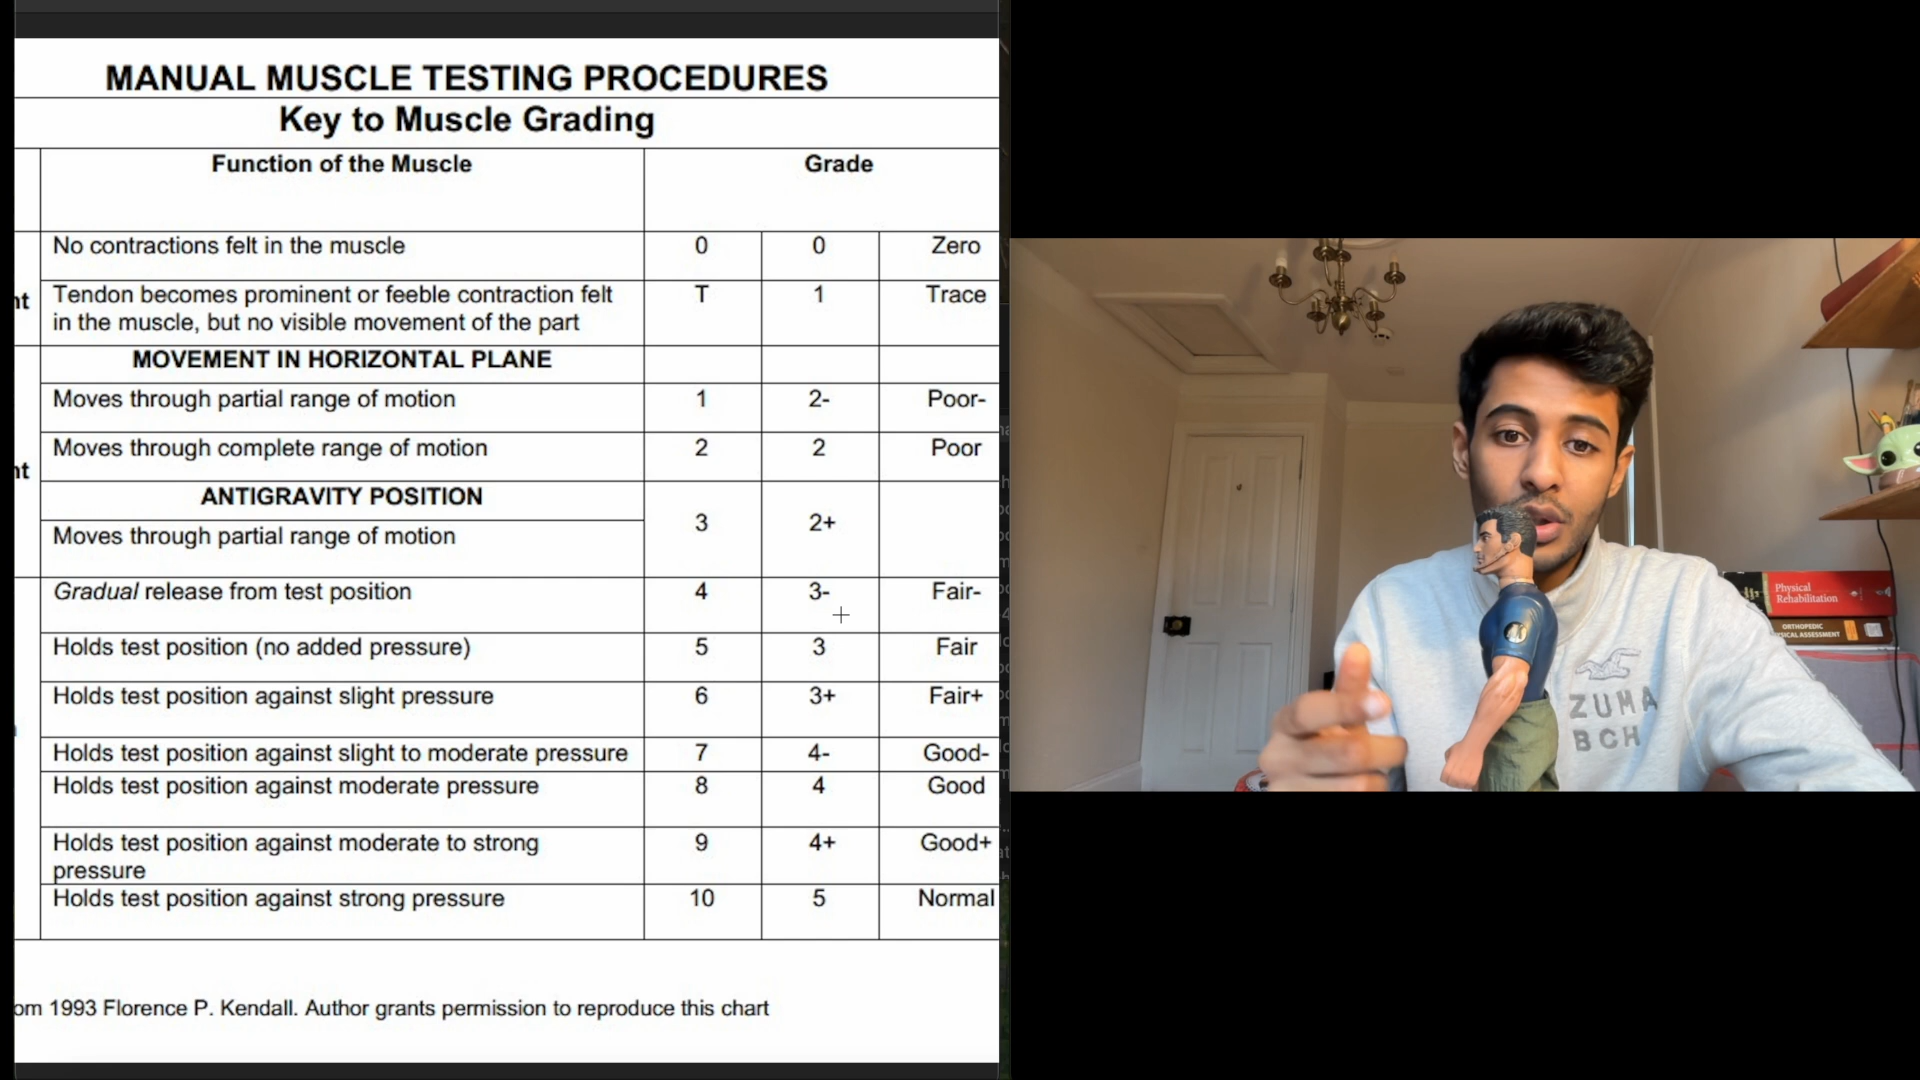 MANUAL MUSCLE TESTING PROCEDURES
Key to Muscle Grading
Function of the Muscle Grade
No contractions felt in the muscle 0 0 Zero
nt Tendon becomes prominent or feeble contraction felt T 1 Trace
in the muscle, but no visible movement of the part
MOVEMENT IN HORIZONTAL PLANE
Moves through partial range of motion 1 2- Poor-
Moves through complete range of motion 2 2 Poor
nt
ANTIGRAVITY POSITION
3 2+
Moves through partial range of motion
Gradual release from test position 4 3- Fair-
Holds test position (no added pressure) 5 3 Fair
Holds test position against slight pressure 6 3+ Fair+
Holds test position against slight to moderate pressure 7 4- Good-
Holds test position against moderate pressure 8 4 Good
Holds test position against moderate to strong 9 4+ Good+
pressure
Holds test position against strong pressure 10 5 Normal
om 1993 Florence P. Kendall. Author grants permission to reproduce this chart
Physical
Rehabilitation
ORTHOPEDIC
YSICAL ASSESSMENT
ZUMA
BCH